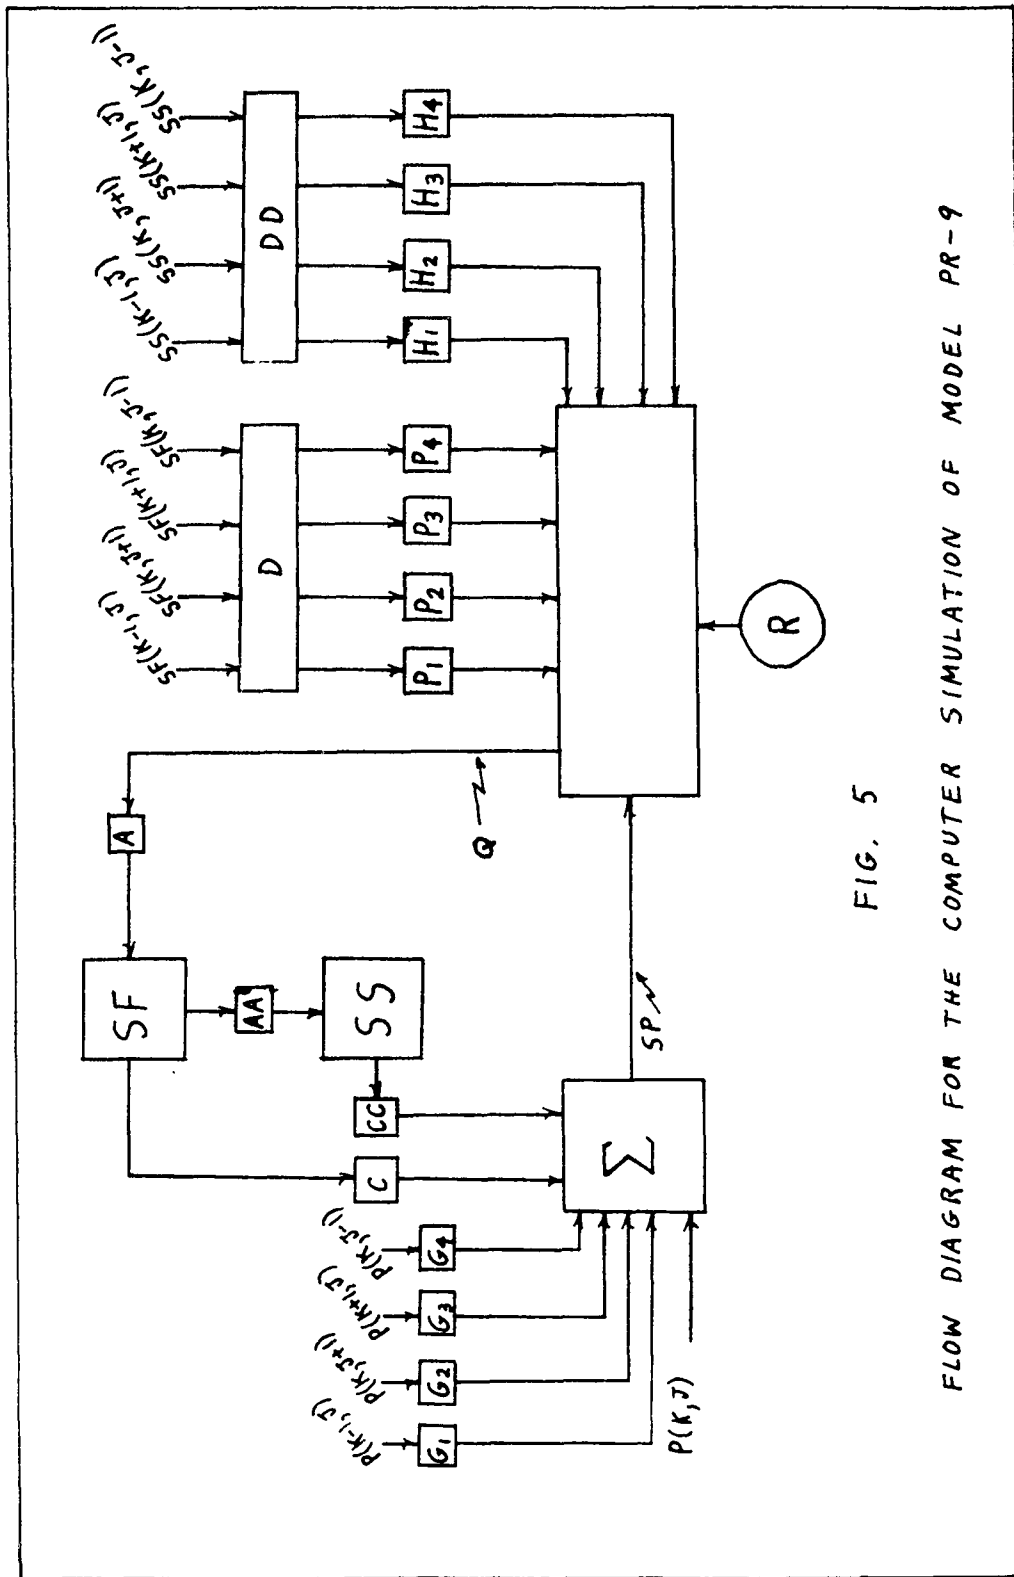 P(K-1,J)
P(K,J+1)
P(K+1,J)
P(K,J-1)
G1
G2
G3
G4
P(K,J)
C
CC
Σ
SF
AA
SS
A
SP
Q
SF(K-1,J)
SF(K,J+1)
SF(K+1,J)
SF(K,J-1)
D
P1
P2
P3
P4
SS(K-1,J)
SS(K,J+1)
SS(K+1,J)
SS(K,J-1)
DD
H1
H2
H3
H4
R
FIG. 5
FLOW DIAGRAM FOR THE COMPUTER SIMULATION OF MODEL PR-9